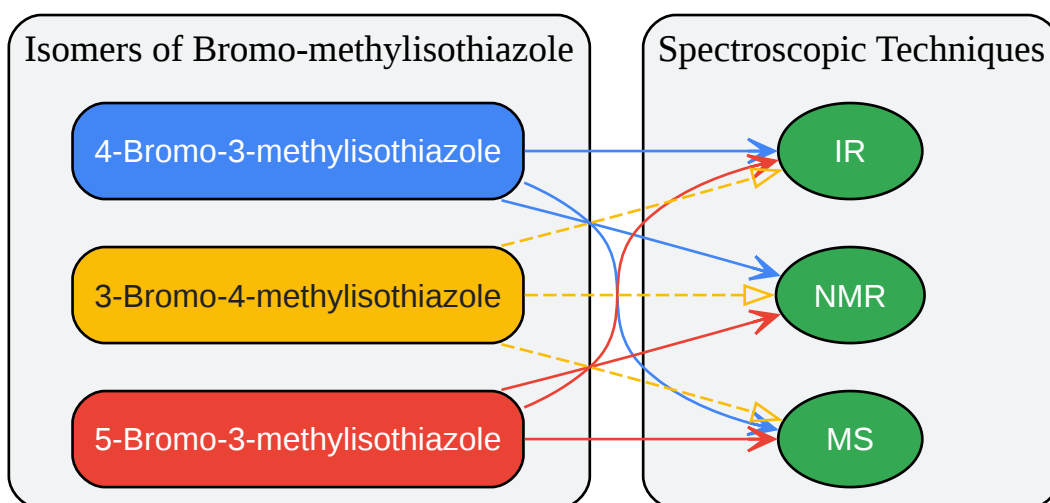 Isomers of Bromo-methylisothiazole
4-Bromo-3-methylisothiazole
3-Bromo-4-methylisothiazole
5-Bromo-3-methylisothiazole
Spectroscopic Techniques
IR
NMR
MS